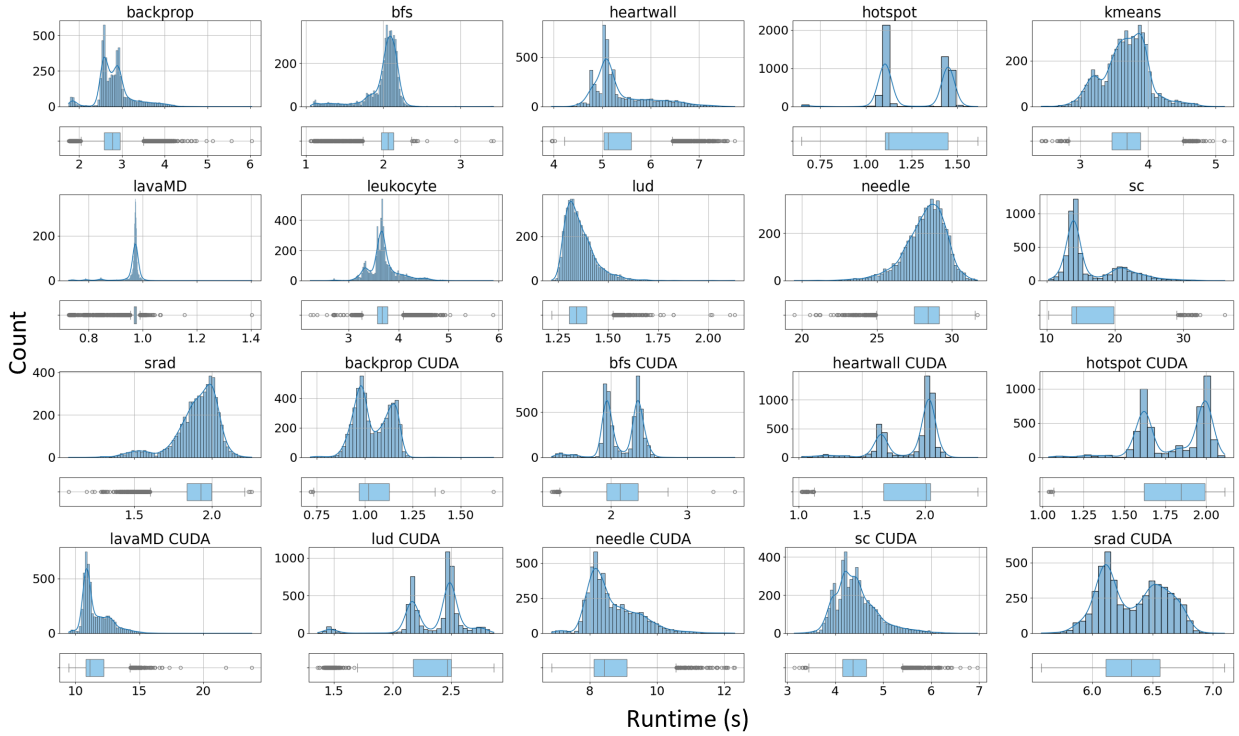 backprop bfs heartwall hotspot kmeans
500 250 0
200 0
500 0
2000 1000 0
200 0
2 3 4 5 6
1 2 3
4 5 6 7
0.75 1.00 1.25 1.50
3 4 5
lavaMD leukocyte lud needle sc
200 0
400 200 0
200 0
200 0
1000 500 0
0.8 1.0 1.2 1.4
2 3 4 5 6
1.25 1.50 1.75 2.00
20 25 30
10 20 30
Count
srad backprop CUDA bfs CUDA heartwall CUDA hotspot CUDA
400 200 0
400 200 0
500 0
1000 500 0
1000 500 0
1.5 2.0
0.75 1.00 1.25 1.50
2 3
1.0 1.5 2.0
1.00 1.25 1.50 1.75 2.00
lavaMD CUDA lud CUDA needle CUDA sc CUDA srad CUDA
500 0
1000 500 0
500 250 0
400 200 0
500 250 0
10 15 20
1.5 2.0 2.5
8 10 12
3 4 5 6 7
6.0 6.5 7.0
Runtime (s)